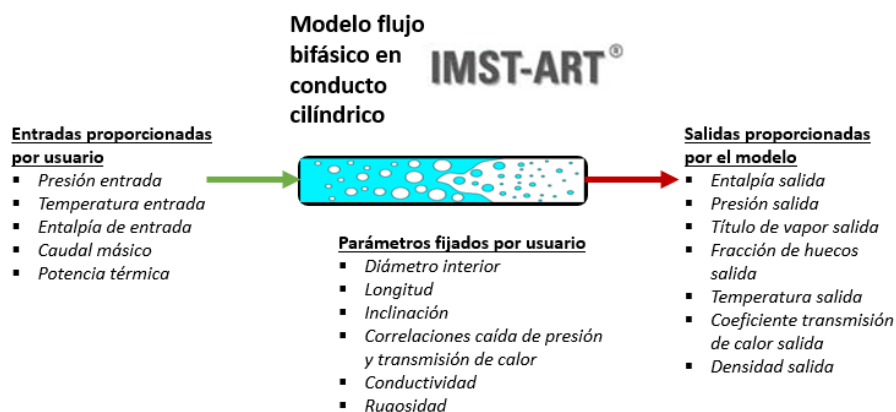 Modelo flujo
bifásico en
conducto
cilíndrico
IMST-ART®
Entradas proporcionadas
por usuario
▪ Presión entrada
▪ Temperatura entrada
▪ Entalpía de entrada
▪ Caudal másico
▪ Potencia térmica
Parámetros fijados por usuario
▪ Diámetro interior
▪ Longitud
▪ Inclinación
▪ Correlaciones caída de presión
y transmisión de calor
▪ Conductividad
▪ Rugosidad
Salidas proporcionadas
por el modelo
▪ Entalpía salida
▪ Presión salida
▪ Título de vapor salida
▪ Fracción de huecos
salida
▪ Temperatura salida
▪ Coeficiente transmisión
de calor salida
▪ Densidad salida